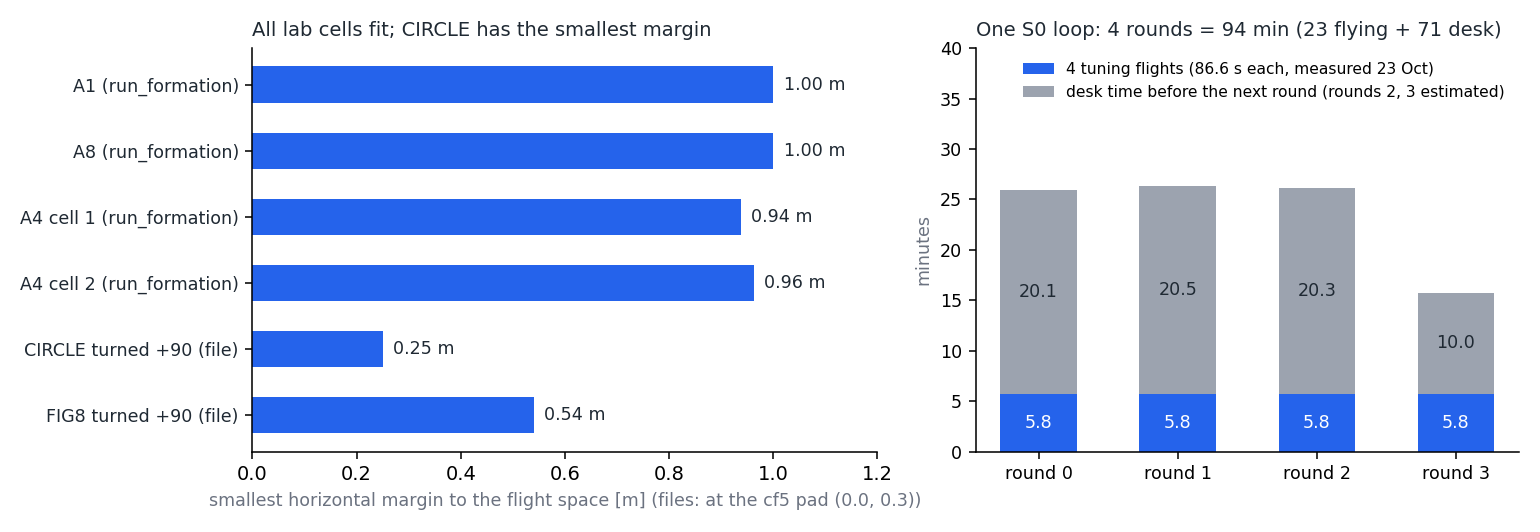 All lab cells fit; CIRCLE has the smallest margin
A1 (run_formation)
1.00 m
A8 (run_formation)
1.00 m
A4 cell 1 (run_formation)
0.94 m
A4 cell 2 (run_formation)
0.96 m
CIRCLE turned +90 (file)
0.25 m
FIG8 turned +90 (file)
0.54 m
0.0 0.2 0.4 0.6 0.8 1.0 1.2
smallest horizontal margin to the flight space [m] (files: at the cf5 pad (0.0, 0.3))
One S0 loop: 4 rounds = 94 min (23 flying + 71 desk)
4 tuning flights (86.6 s each, measured 23 Oct)
desk time before the next round (rounds 2, 3 estimated)
minutes
40
35
30
25
20
15
10
5
0
20.1 20.5 20.3 10.0
5.8 5.8 5.8 5.8
round 0 round 1 round 2 round 3